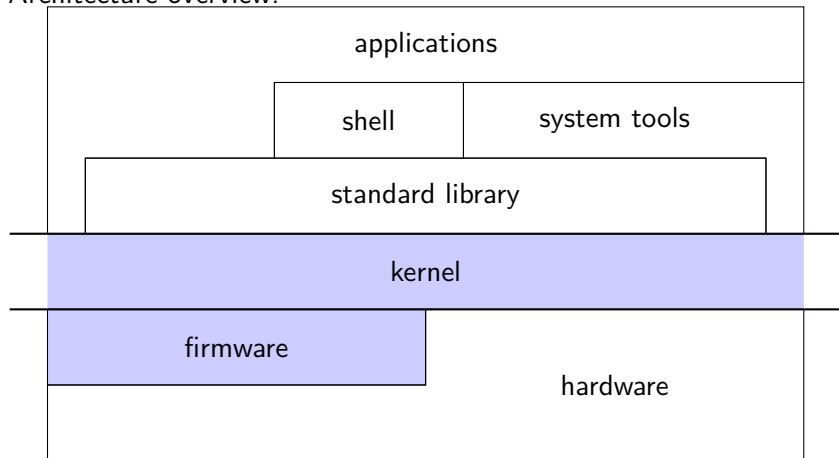 Architecture overview:
applications
shell
system tools
standard library
kernel
firmware
hardware